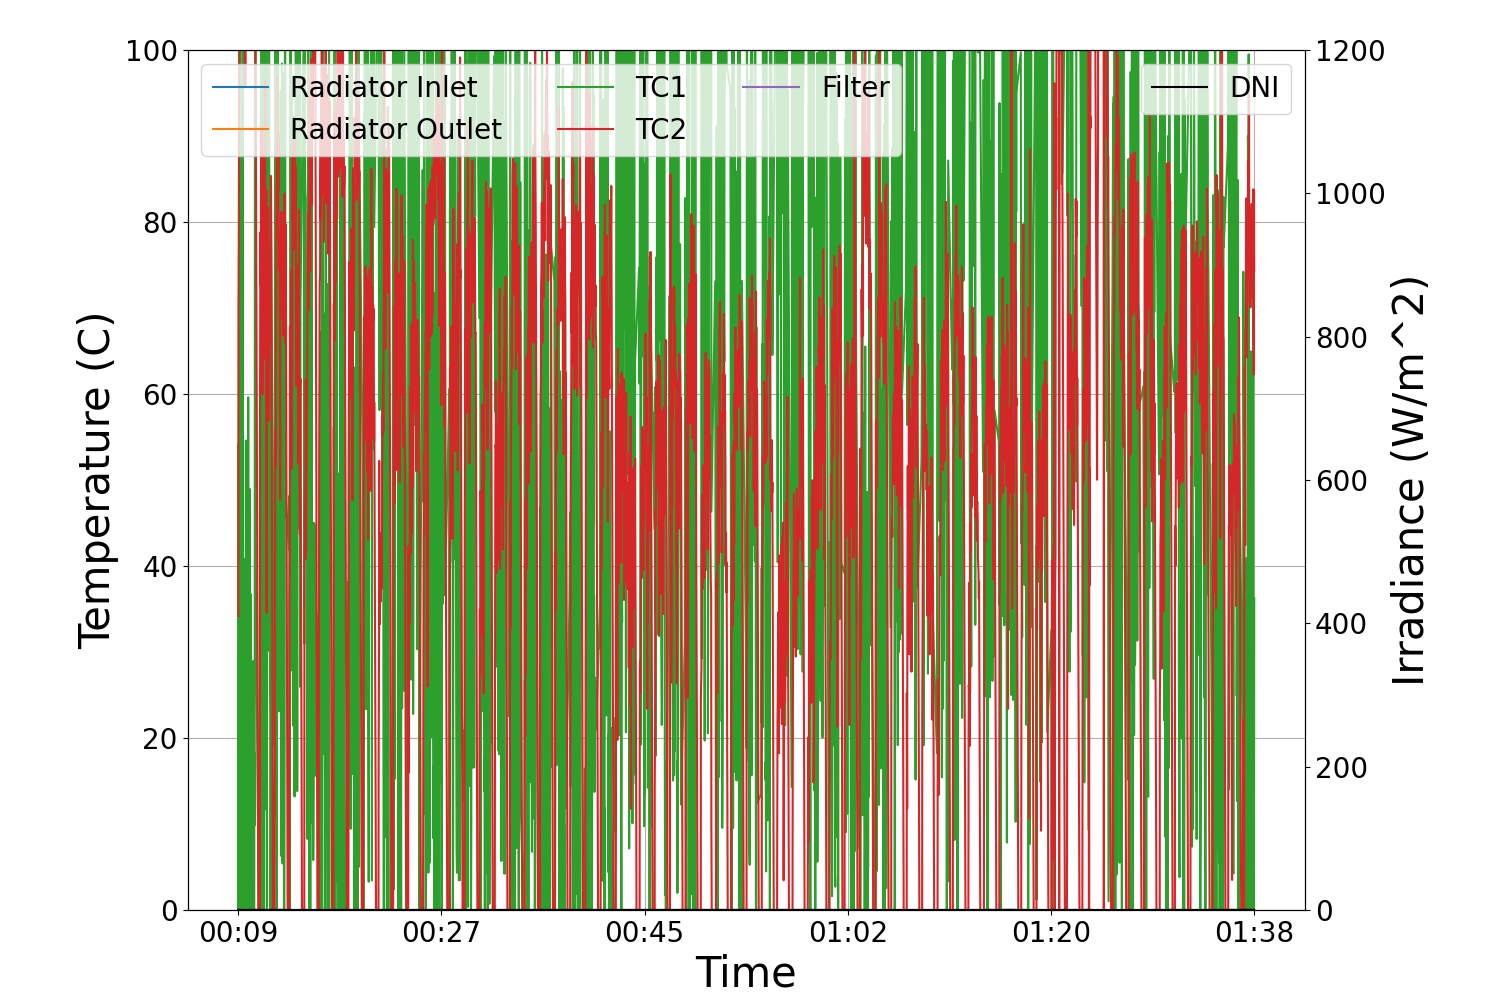 100
80
60
40
20
0
Temperature (C)
Radiator Inlet
Radiator Outlet
TC1
TC2
Filter
DNI
1200
1000
800
600
400
200
0
Irradiance (W/m^2)
00:09 00:27 00:45 01:02 01:20 01:38
Time